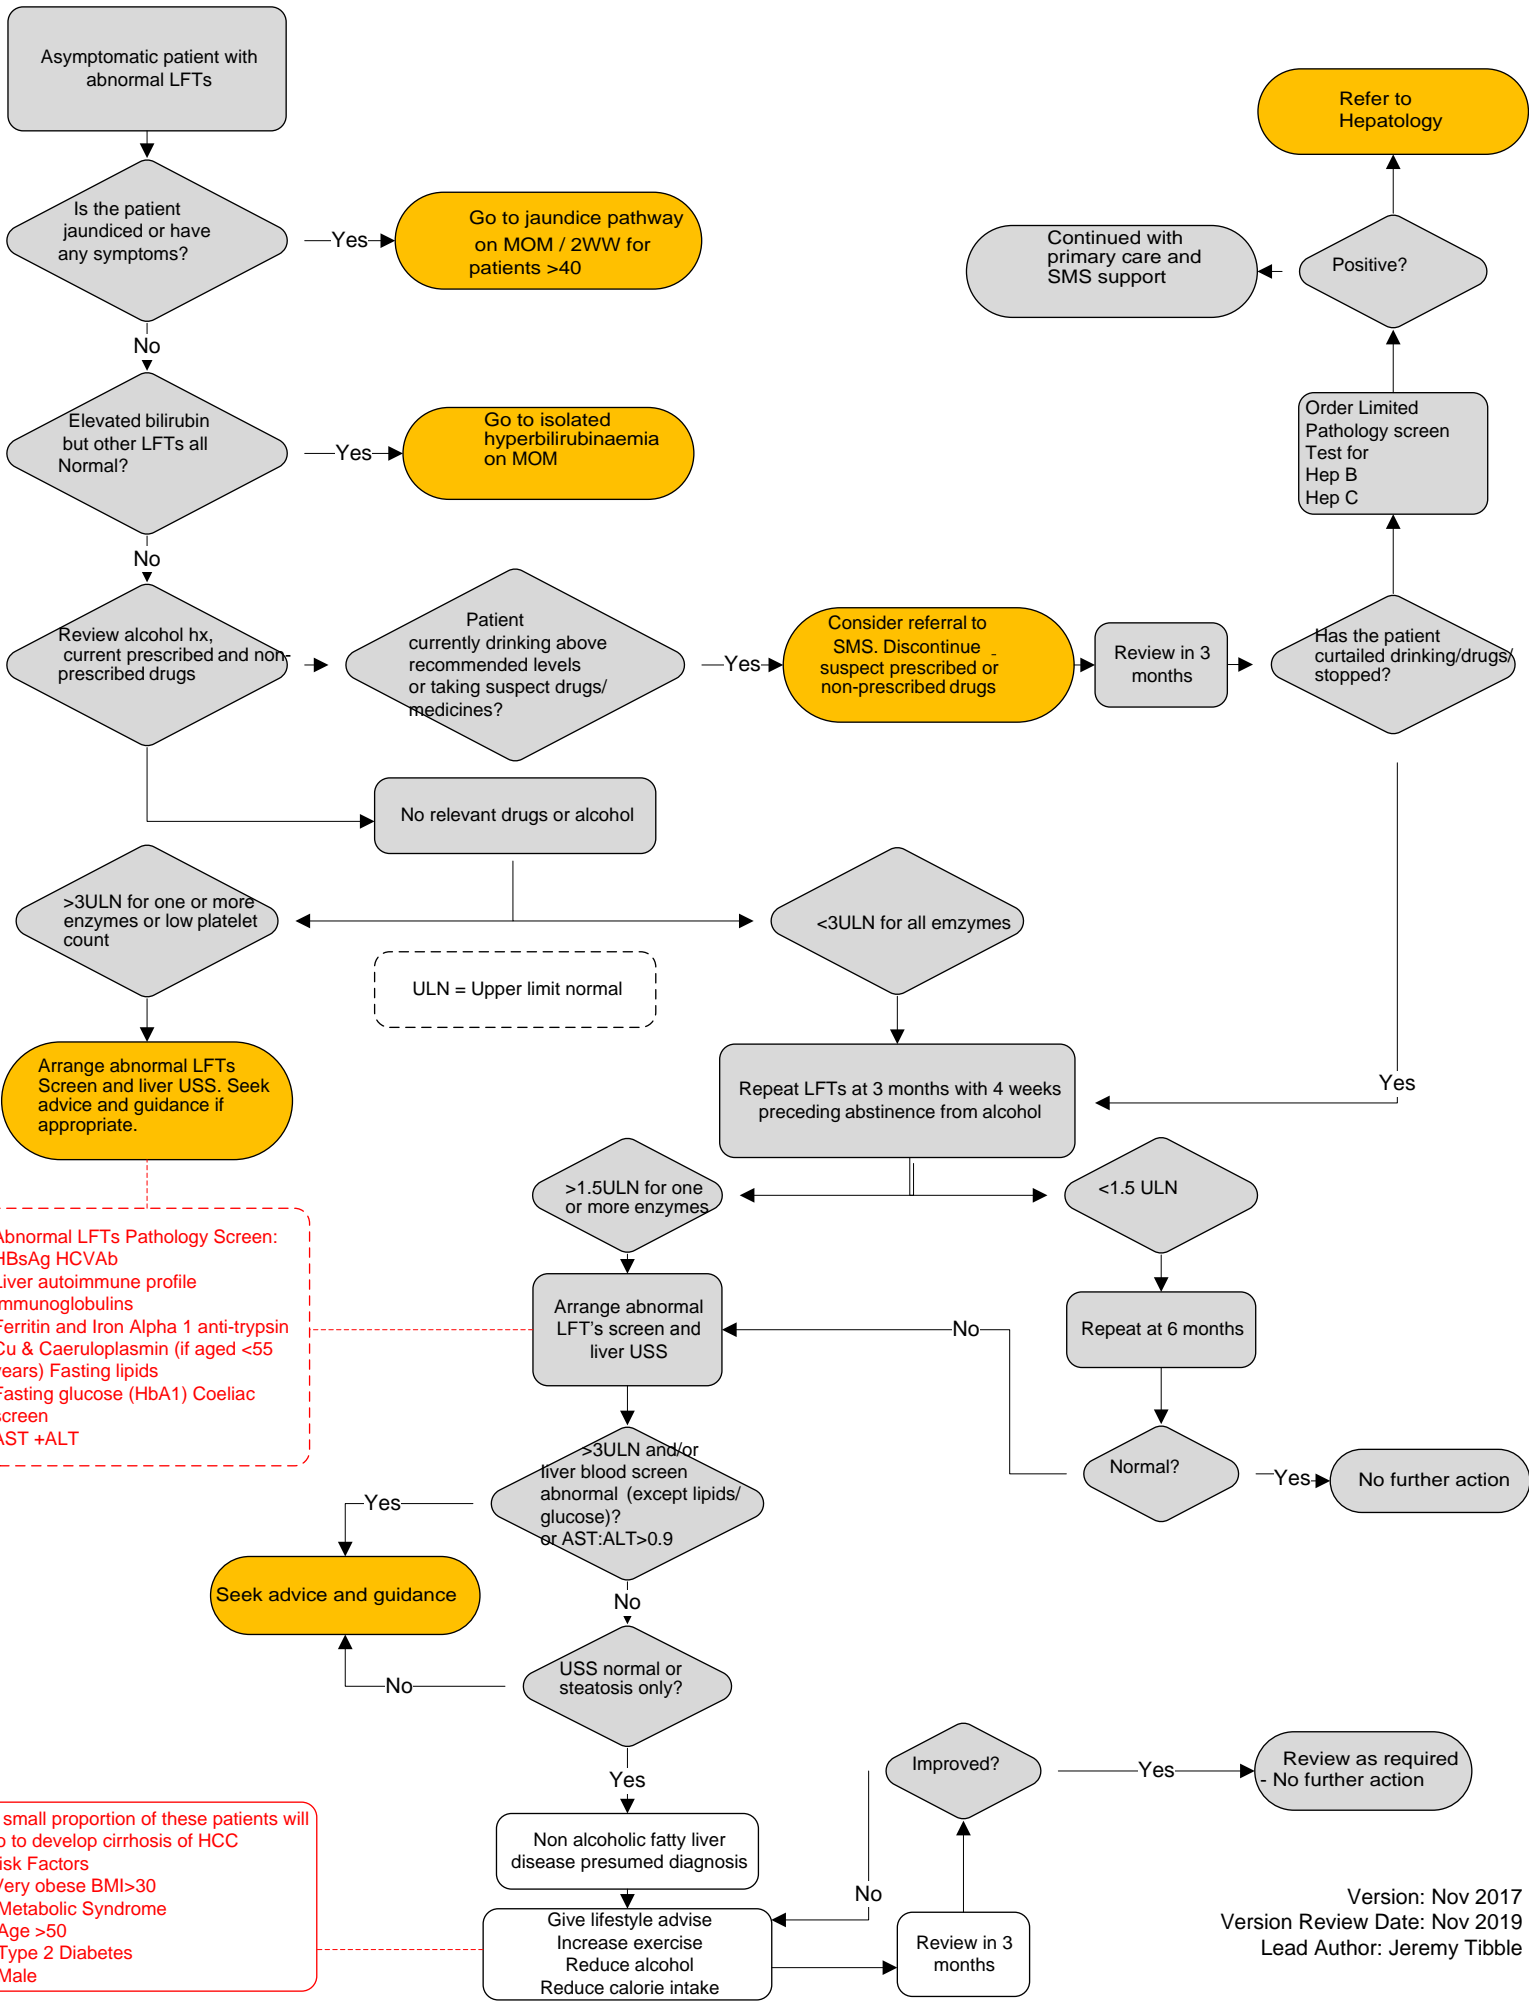 Asymptomatic patient with
abnormal LFTs
Refer to
Hepatology
Is the patient
jaundiced or have
any symptoms?
Yes
Go to jaundice pathway
on MOM / 2WW for
patients >40
Continued with
primary care and
SMS support
Positive?
No
Elevated bilirubin
but other LFTs all
Normal?
Yes
Go to isolated
hyperbilirubinaemia
on MOM
Order Limited
Pathology screen
Test for
Hep B
Hep C
No
Review alcohol hx,
current prescribed and non-
prescribed drugs
Patient
currently drinking above
recommended levels
or taking suspect drugs/
medicines?
Yes
Consider referral to
SMS. Discontinue -
suspect prescribed or
non-prescribed drugs
Review in 3
months
Has the patient
curtailed drinking/drugs/
stopped?
No relevant drugs or alcohol
>3ULN for one or more
enzymes or low platelet
count
<3ULN for all emzymes
ULN = Upper limit normal
Arrange abnormal LFTs
Screen and liver USS. Seek
advice and guidance if
appropriate.
Repeat LFTs at 3 months with 4 weeks
preceding abstinence from alcohol
Yes
>1.5ULN for one
or more enzymes
<1.5 ULN
Abnormal LFTs Pathology Screen:
HBsAg HCVAb
Liver autoimmune profile
Immunoglobulins
Ferritin and Iron Alpha 1 anti-trypsin
Cu & Caeruloplasmin (if aged <55
years) Fasting lipids
Fasting glucose (HbA1) Coeliac
screen
AST +ALT
Arrange abnormal
LFT's screen and
liver USS
No
Repeat at 6 months
>3ULN and/or
liver blood screen
abnormal (except lipids/
glucose)?
or AST:ALT>0.9
Normal?
Yes
No further action
Yes
Seek advice and guidance
No
USS normal or
steatosis only?
No
Yes
Improved?
Yes
Review as required
- No further action
small proportion of these patients will
to develop cirrhosis of HCC
Risk Factors
Very obese BMI>30
Metabolic Syndrome
Age >50
Type 2 Diabetes
Male
Non alcoholic fatty liver
disease presumed diagnosis
No
Give lifestyle advise
Increase exercise
Reduce alcohol
Reduce calorie intake
Review in 3
months
Version: Nov 2017
Version Review Date: Nov 2019
Lead Author: Jeremy Tibble